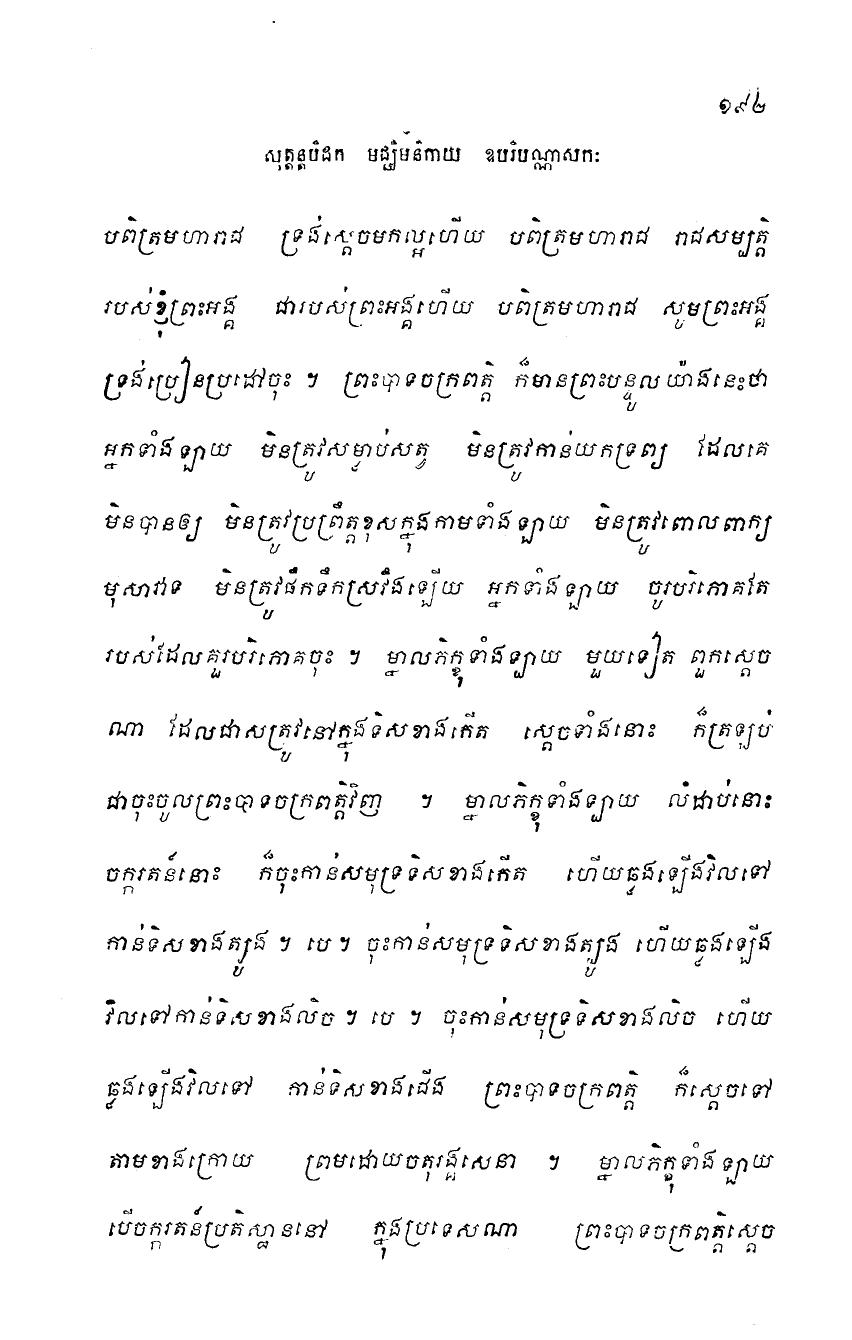 ១៩២
សុត្តន្តបិដក មជ្ឈិមនិកាយ ឧបរិបណ្ណាសកៈ
បពិត្រមហារាជ ទ្រង់ស្តេចមកល្អហើយ បពិត្រមហារាជ រាជសម្បត្តិ
របស់ខ្ញុំព្រះអង្គ ជារបស់ព្រះអង្គហើយ បពិត្រមហារាជ សូមព្រះអង្គ
ទ្រង់ប្រៀនប្រដៅចុះ ។ ព្រះបាទចក្រពត្តិ ក៏មានព្រះបន្ទូលយ៉ាងនេះថា
អ្នកទាំងឡាយ មិនត្រូវសម្លាប់សត្វ មិនត្រូវកាន់យកទ្រព្យ ដែលគេ
មិនបានឲ្យ មិនត្រូវប្រព្រឹត្តខុសក្នុងកាមទាំងឡាយ មិនត្រូវពោលពាក្យ
មុសាវាទ មិនត្រូវផឹកទឹកស្រវឹងឡើយ អ្នកទាំងឡាយ ចូរបរិភោគតែ
របស់ដែលគួរបរិភោគចុះ ។ ម្នាលភិក្ខុទាំងឡាយ មួយទៀត ពួកស្តេច
ណា ដែលជាសត្រូវនៅក្នុងទិសខាងកើត ស្តេចទាំងនោះ ក៏ត្រឡប់
ជាចុះចូលព្រះបាទចក្រពត្តិវិញ ។ ម្នាលភិក្ខុទាំងឡាយ លំដាប់នោះ
ចក្ករតន៍នោះ ក៏ចុះកាន់សមុទ្រទិសខាងកើត ហើយឆ្លងឡើងវិលទៅ
កាន់ទិសខាងត្បូង ។ បេ ។ ចុះកាន់សមុទ្រទិសខាងត្បូង ហើយឆ្លងឡើង
វិលទៅកាន់ទិសខាងលិច ។ បេ ។ ចុះកាន់សមុទ្រទិសខាងលិច ហើយ
ឆ្លងឡើងវិលទៅ កាន់ទិសខាងជើង ព្រះបាទចក្រពត្តិ ក៏ស្តេចទៅ
តាមខាងក្រោយ ព្រមដោយចតុរង្គសេនា ។ ម្នាលភិក្ខុទាំងឡាយ
បើចក្ករតន៍ប្រតិស្ឋាននៅ ក្នុងប្រទេសណា ព្រះបាទចក្រពត្តិស្តេច